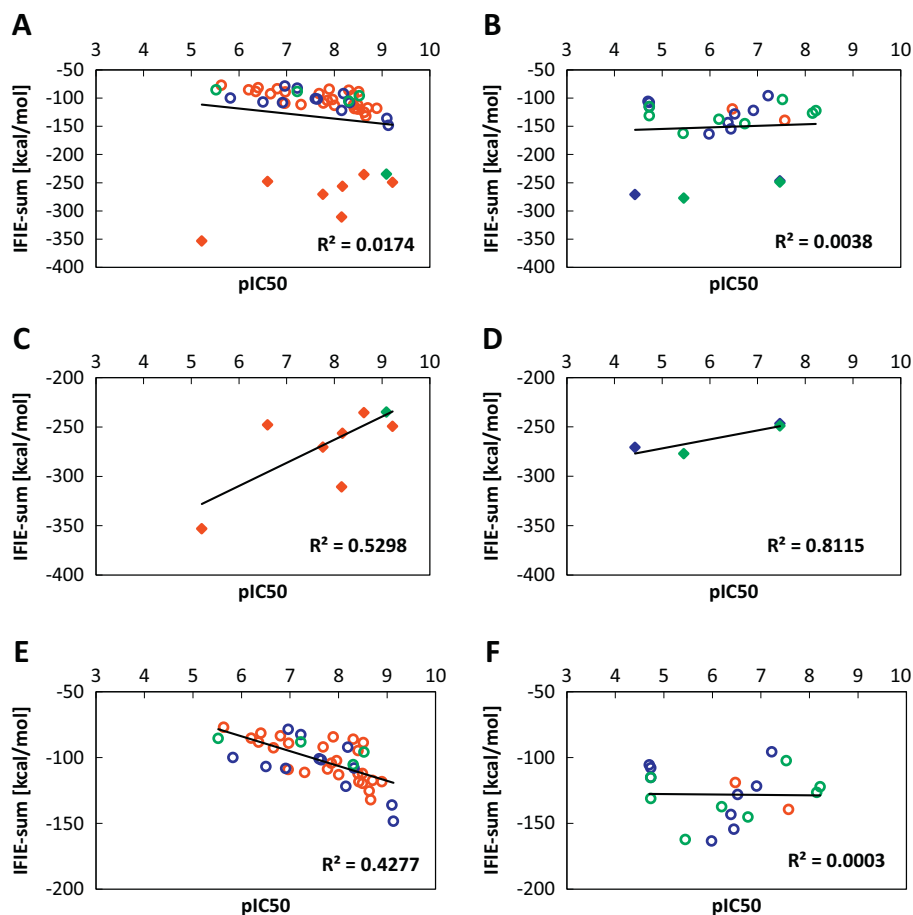 A
3 4 5 6 7 8 9 10
-50
-100
-150
-200
-250
-300
-350
-400
IFIE-sum [kcal/mol]
R² = 0.0174
pIC50
B
3 4 5 6 7 8 9 10
-50
-100
-150
-200
-250
-300
-350
-400
IFIE-sum [kcal/mol]
R² = 0.0038
pIC50
C
3 4 5 6 7 8 9 10
-200
-250
-300
-350
-400
IFIE-sum [kcal/mol]
R² = 0.5298
pIC50
D
3 4 5 6 7 8 9 10
-200
-250
-300
-350
-400
IFIE-sum [kcal/mol]
R² = 0.8115
pIC50
E
3 4 5 6 7 8 9 10
-50
-100
-150
-200
IFIE-sum [kcal/mol]
R² = 0.4277
pIC50
F
3 4 5 6 7 8 9 10
-50
-100
-150
-200
IFIE-sum [kcal/mol]
R² = 0.0003
pIC50